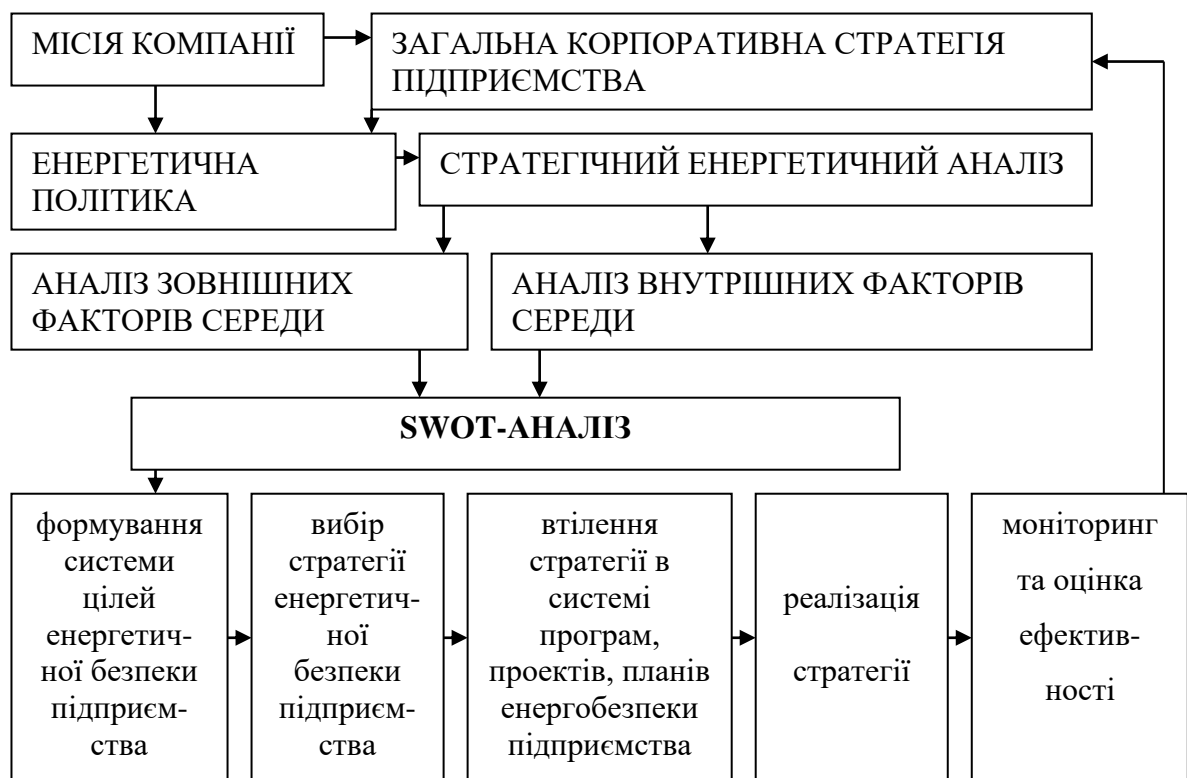 МІСІЯ КОМПАНІЇ
ЗАГАЛЬНА КОРПОРАТИВНА СТРАТЕГІЯ
ПІДПРИЄМСТВА
ЕНЕРГЕТИЧНА
ПОЛІТИКА
СТРАТЕГІЧНИЙ ЕНЕРГЕТИЧНИЙ АНАЛІЗ
АНАЛІЗ ЗОВНІШНИХ
ФАКТОРІВ СЕРЕДИ
АНАЛІЗ ВНУТРІШНИХ ФАКТОРІВ
СЕРЕДИ
SWOT-АНАЛІЗ
формування
системи
цілей
енергетич-
ної безпеки
підприєм-
ства
вибір
стратегії
енергетич-
ної
безпеки
підприєм-
ства
втілення
стратегії в
системі
програм,
проектів, планів
енергобезпеки
підприємства
реалізація
стратегії
моніторинг
та оцінка
ефектив-
ності